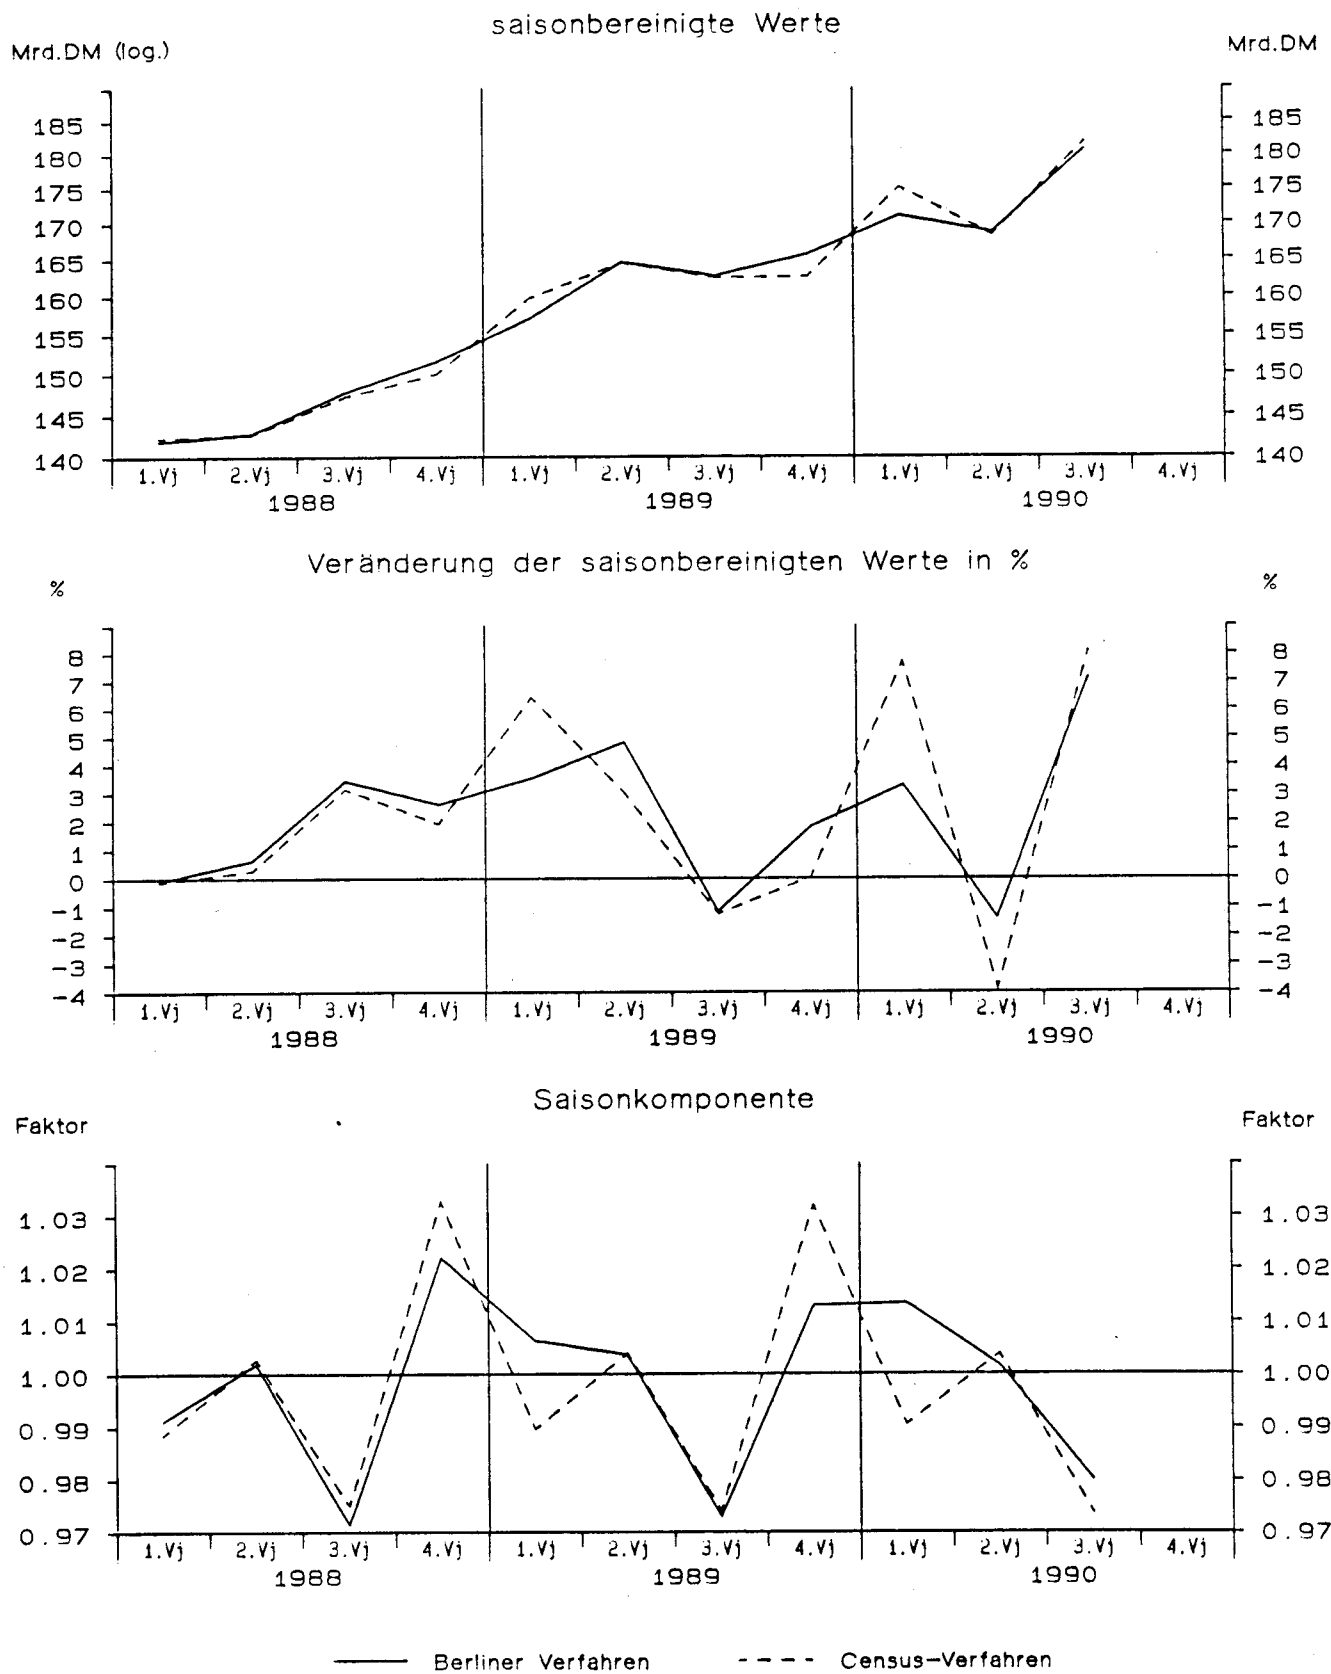 saisonbereinigte Werte
Mrd.DM (log.) Mrd.DM
185 185
180 180
175 175
170 170
165 165
160 160
155 155
150 150
145 145
140 140
1.Vj 2.Vj 3.Vj 4.Vj 1.Vj 2.Vj 3.Vj 4.Vj 1.Vj 2.Vj 3.Vj 4.Vj
1988 1989 1990
Veränderung der saisonbereinigten Werte in %
% %
8 8
7 7
6 6
5 5
4 4
3 3
2 2
1 1
0 0
-1 -1
-2 -2
-3 -3
-4 -4
1.Vj 2.Vj 3.Vj 4.Vj 1.Vj 2.Vj 3.Vj 4.Vj 1.Vj 2.Vj 3.Vj 4.Vj
1988 1989 1990
Saisonkomponente
Faktor Faktor
1.03 1.03
1.02 1.02
1.01 1.01
1.00 1.00
0.99 0.99
0.98 0.98
0.97 0.97
1.Vj 2.Vj 3.Vj 4.Vj 1.Vj 2.Vj 3.Vj 4.Vj 1.Vj 2.Vj 3.Vj 4.Vj
1988 1989 1990
Berliner Verfahren Census-Verfahren